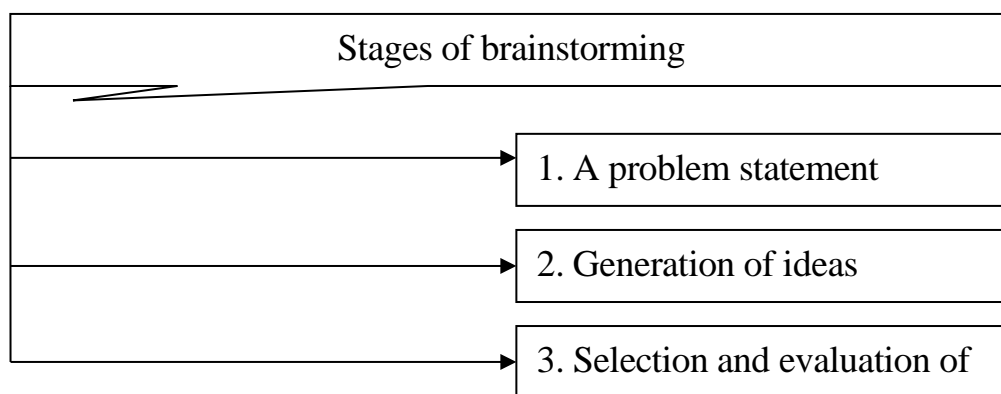 Stages of brainstorming
1. A problem statement
2. Generation of ideas
3. Selection and evaluation of